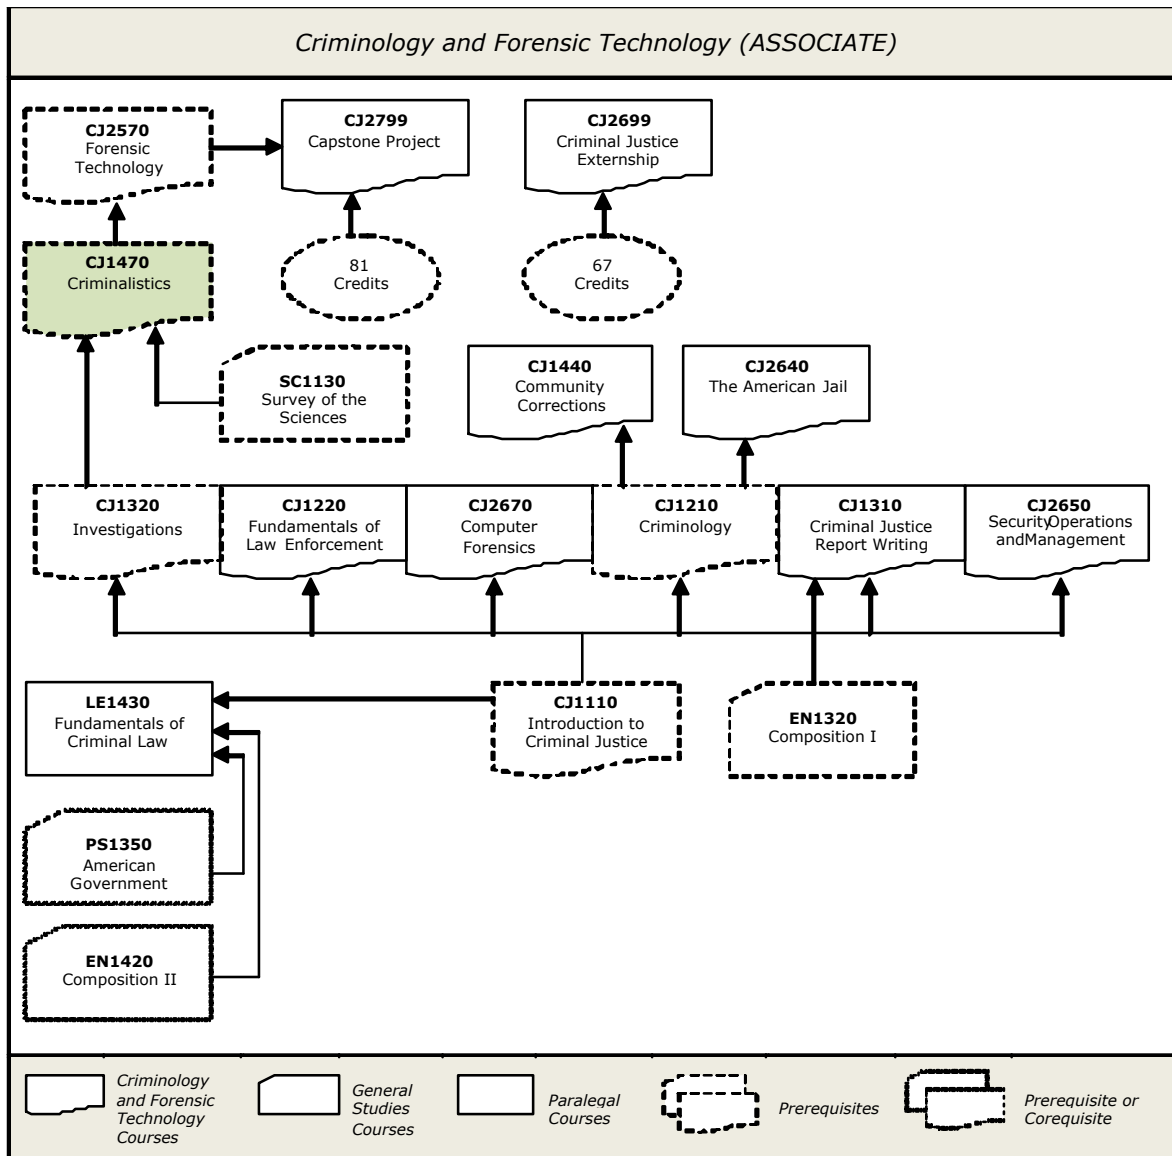 Criminology and Forensic Technology (ASSOCIATE)
CJ2570
Forensic
Technology
CJ2799
Capstone Project
CJ2699
Criminal Justice
Externship
CJ1470
Criminalistics
81
Credits
67
Credits
SC1130
Survey of the
Sciences
CJ1440
Community
Corrections
CJ2640
The American Jail
CJ1320
Investigations
CJ1220
Fundamentals of
Law Enforcement
CJ2670
Computer
Forensics
CJ1210
Criminology
CJ1310
Criminal Justice
Report Writing
CJ2650
SecurityOperations
andManagement
LE1430
Fundamentals of
Criminal Law
CJ1110
Introduction to
Criminal Justice
EN1320
Composition I
PS1350
American
Government
EN1420
Composition II
Criminology
and Forensic
Technology
Courses
General
Studies
Courses
Paralegal
Courses
Prerequisites
Prerequisite or
Corequisite